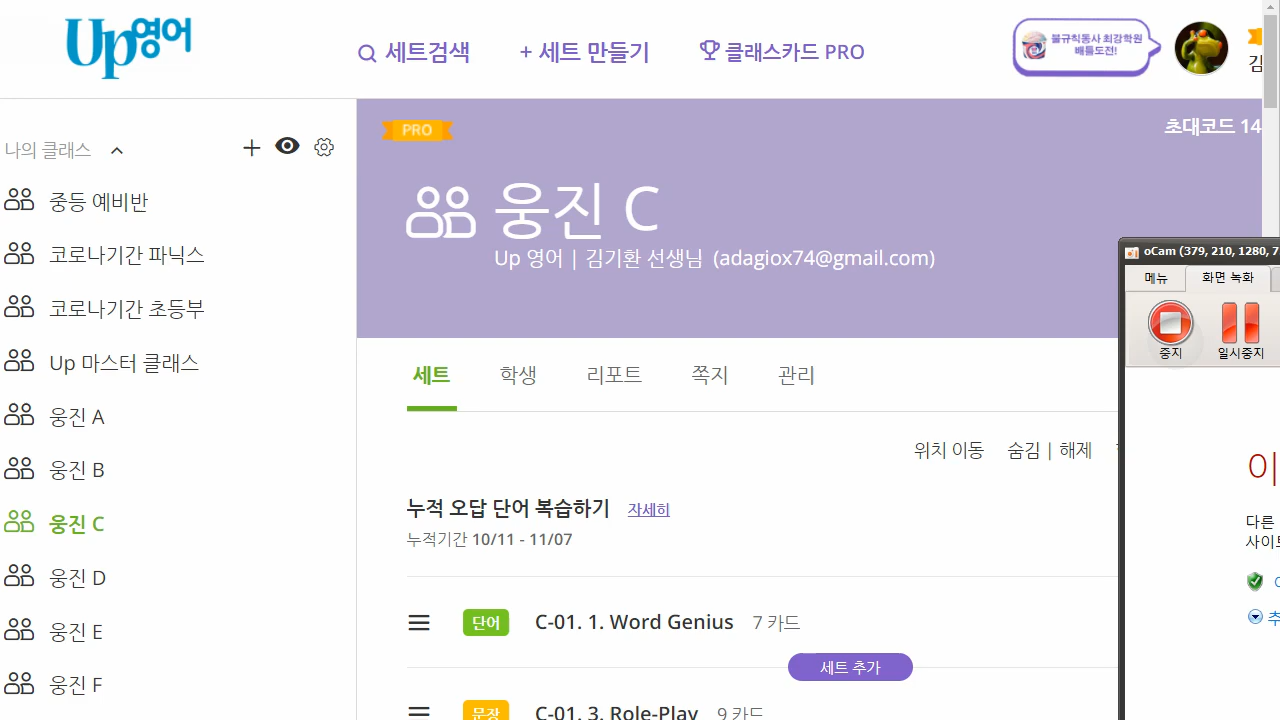 Up영어
세트검색
+ 세트 만들기
클래스카드 PRO
불규칙동사 최강학원
배틀도전!
김
나의 클래스
중등 예비반
코로나기간 파닉스
코로나기간 초등부
Up 마스터 클래스
웅진 A
웅진 B
웅진 C
웅진 D
웅진 E
웅진 F
PRO
초대코드 14
웅진 C
Up 영어 | 김기환 선생님 (adagiox74@gmail.com)
세트
학생
리포트
쪽지
관리
위치 이동
숨김 | 해제
누적 오답 단어 복습하기
자세히
누적기간 10/11 - 11/07
단어
C-01. 1. Word Genius
7 카드
세트 추가
문장
C-01. 3. Role-Play
9 카드
oCam (379, 210, 1280, 7
메뉴
화면 녹화
중지
일시중지
이
다른
사이트
추